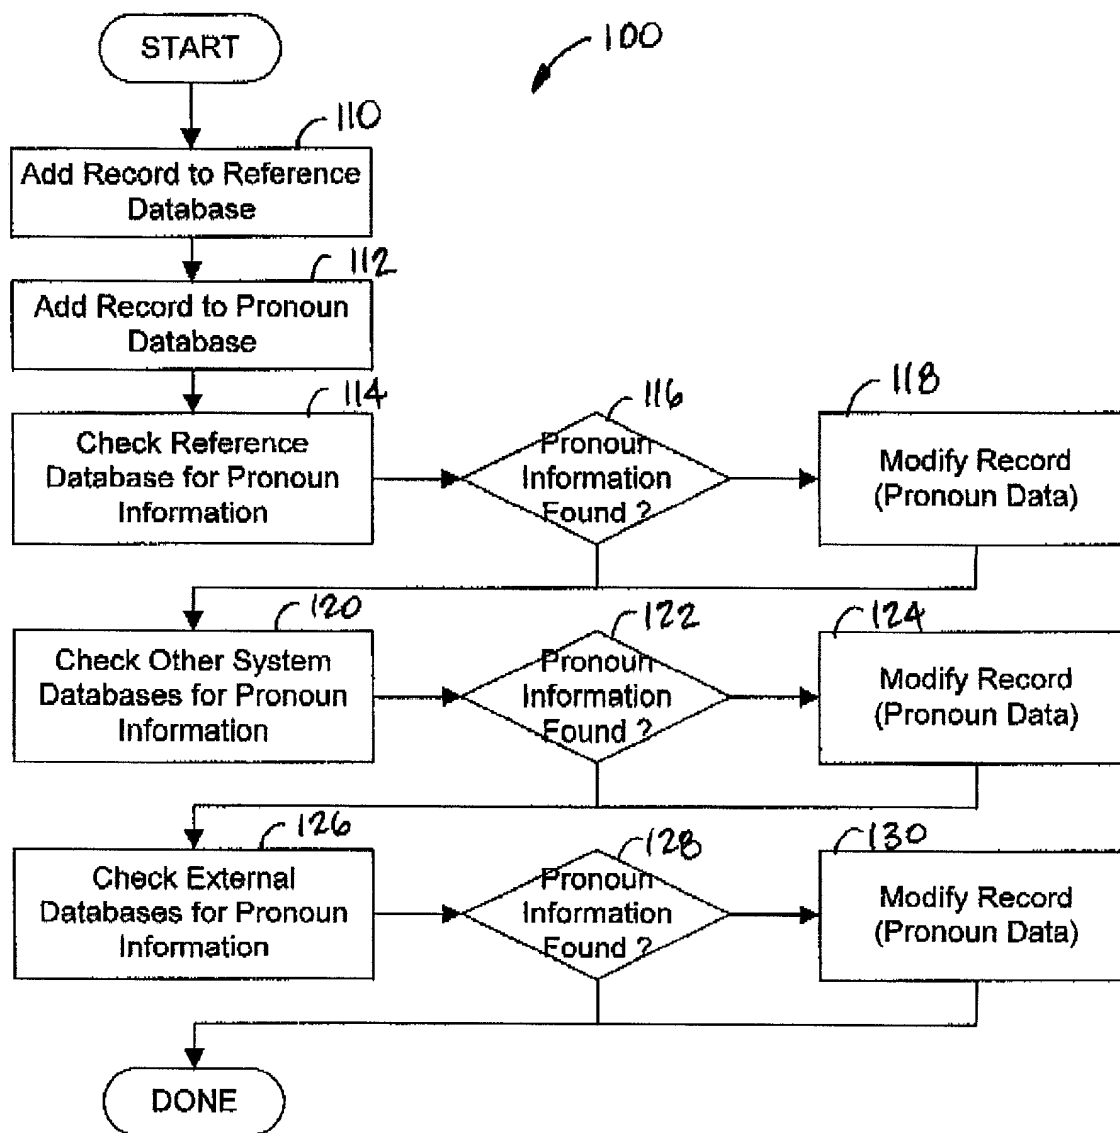 START
100
110
Add Record to Reference
Database
112
Add Record to Pronoun
Database
114
Check Reference
Database for Pronoun
Information
116
Pronoun
Information
Found ?
118
Modify Record
(Pronoun Data)
120
Check Other System
Databases for Pronoun
Information
122
Pronoun
Information
Found ?
124
Modify Record
(Pronoun Data)
126
Check External
Databases for Pronoun
Information
128
Pronoun
Information
Found ?
130
Modify Record
(Pronoun Data)
DONE